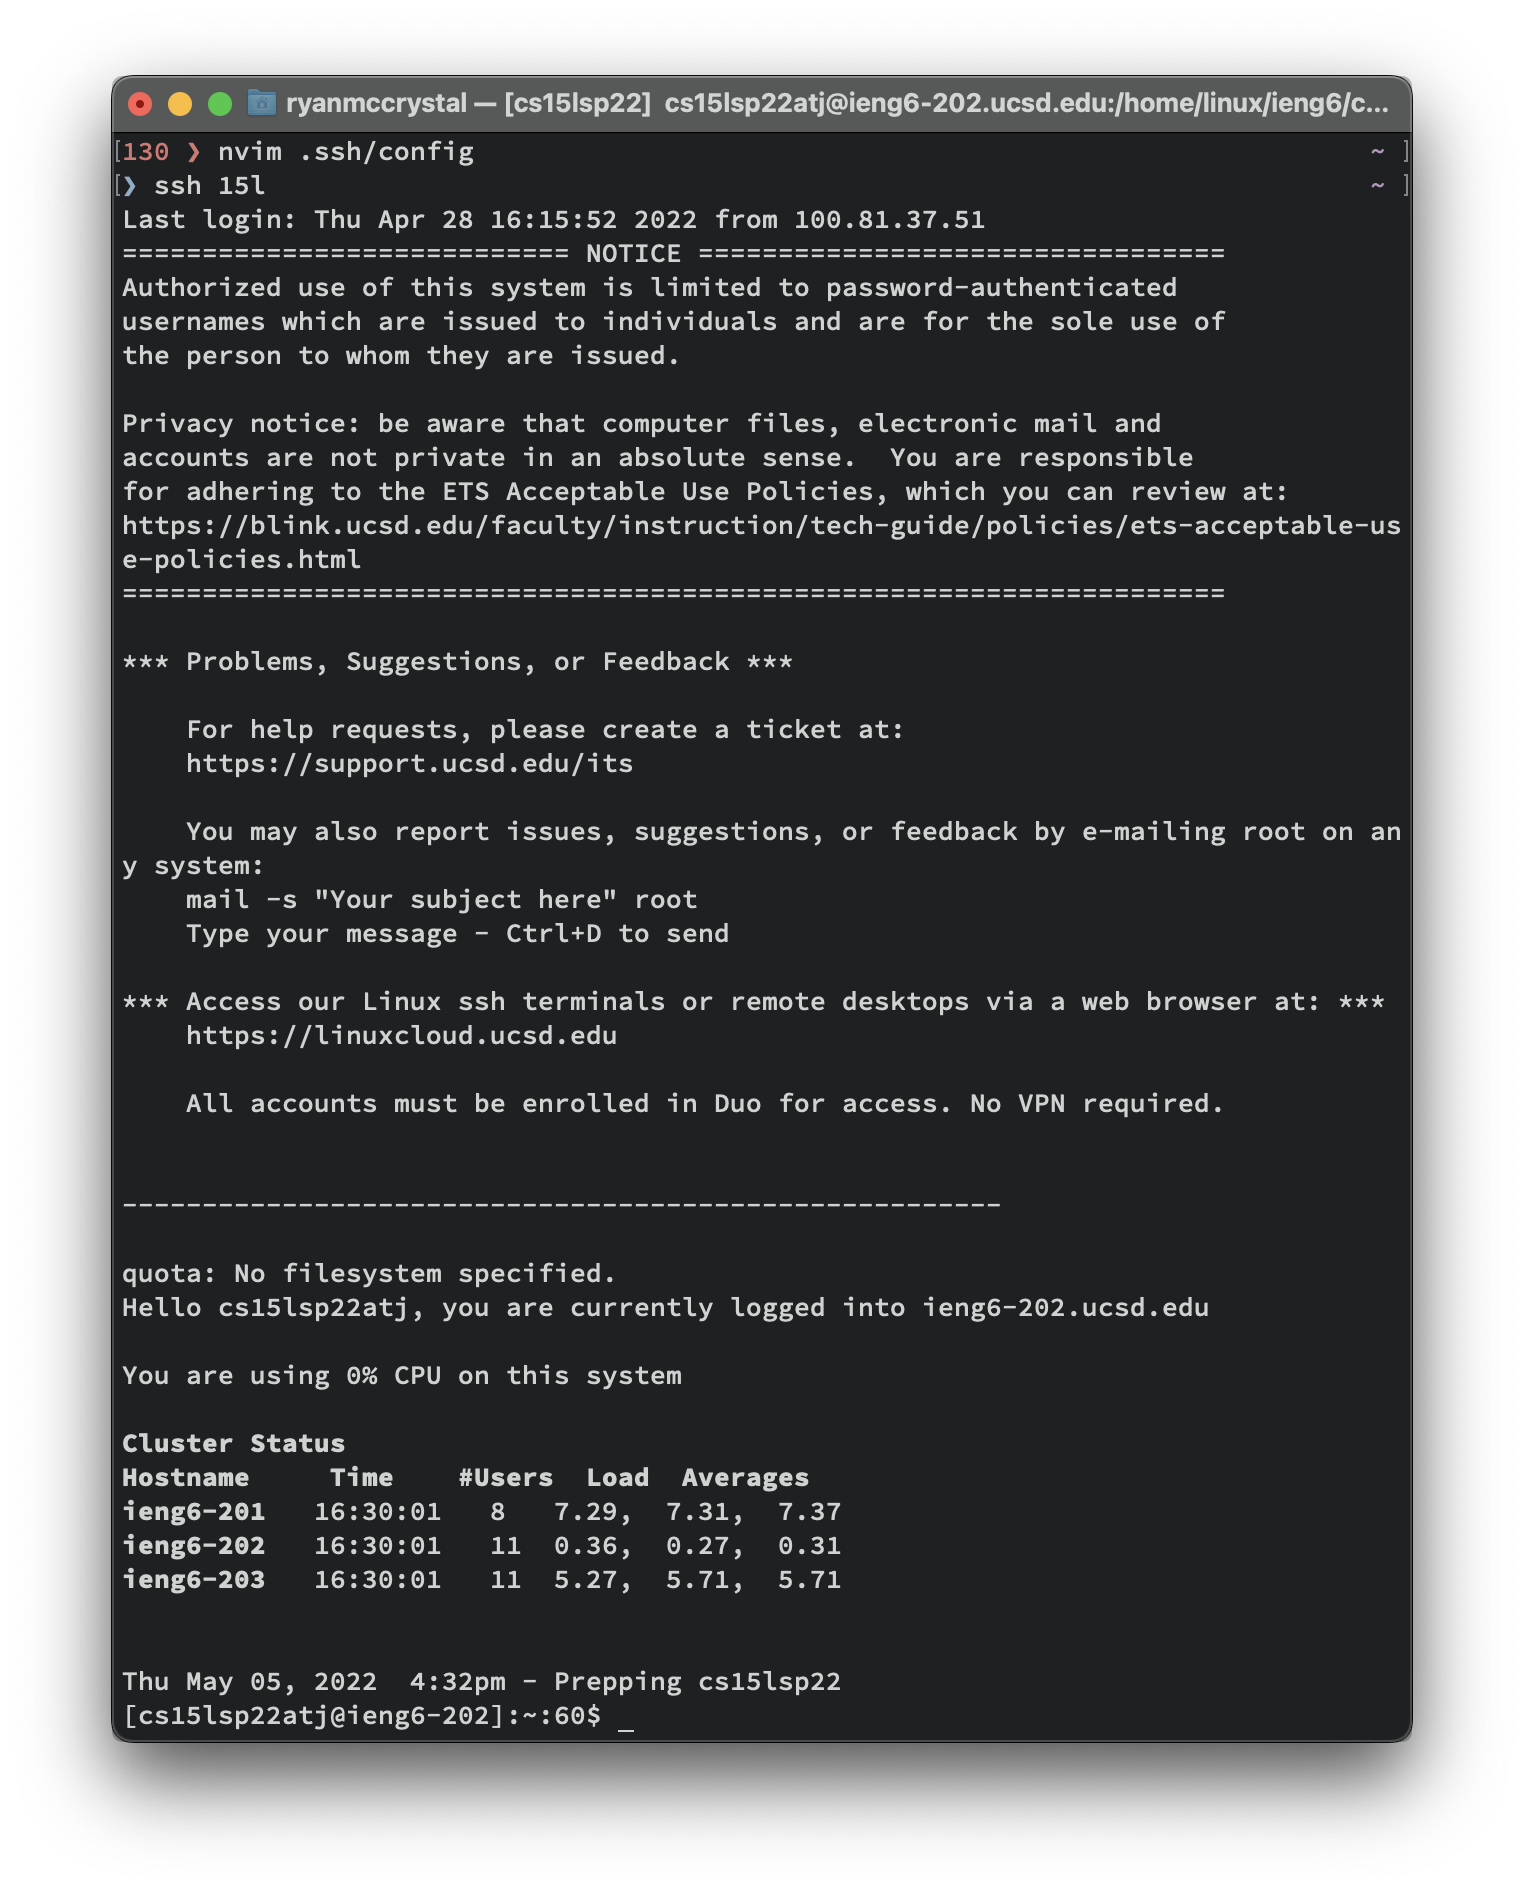 ryanmccrystal — [cs15lsp22] cs15lsp22atj@ieng6-202.ucsd.edu:/home/linux/ieng6/c...
[130 ❯ nvim .ssh/config ~ ]
[❯ ssh 15l ~ ]
Last login: Thu Apr 28 16:15:52 2022 from 100.81.37.51
============================ NOTICE =================================
Authorized use of this system is limited to password-authenticated
usernames which are issued to individuals and are for the sole use of
the person to whom they are issued.

Privacy notice: be aware that computer files, electronic mail and
accounts are not private in an absolute sense.  You are responsible
for adhering to the ETS Acceptable Use Policies, which you can review at:
https://blink.ucsd.edu/faculty/instruction/tech-guide/policies/ets-acceptable-us
e-policies.html
=====================================================================

*** Problems, Suggestions, or Feedback ***

    For help requests, please create a ticket at:
    https://support.ucsd.edu/its

    You may also report issues, suggestions, or feedback by e-mailing root on an
y system:
    mail -s "Your subject here" root
    Type your message - Ctrl+D to send

*** Access our Linux ssh terminals or remote desktops via a web browser at: ***
    https://linuxcloud.ucsd.edu

    All accounts must be enrolled in Duo for access. No VPN required.

-------------------------------------------------------

quota: No filesystem specified.
Hello cs15lsp22atj, you are currently logged into ieng6-202.ucsd.edu

You are using 0% CPU on this system

Cluster Status
Hostname     Time    #Users  Load  Averages
ieng6-201   16:30:01   8   7.29,  7.31,  7.37
ieng6-202   16:30:01   11  0.36,  0.27,  0.31
ieng6-203   16:30:01   11  5.27,  5.71,  5.71

Thu May 05, 2022  4:32pm - Prepping cs15lsp22
[cs15lsp22atj@ieng6-202]:~:60$ _